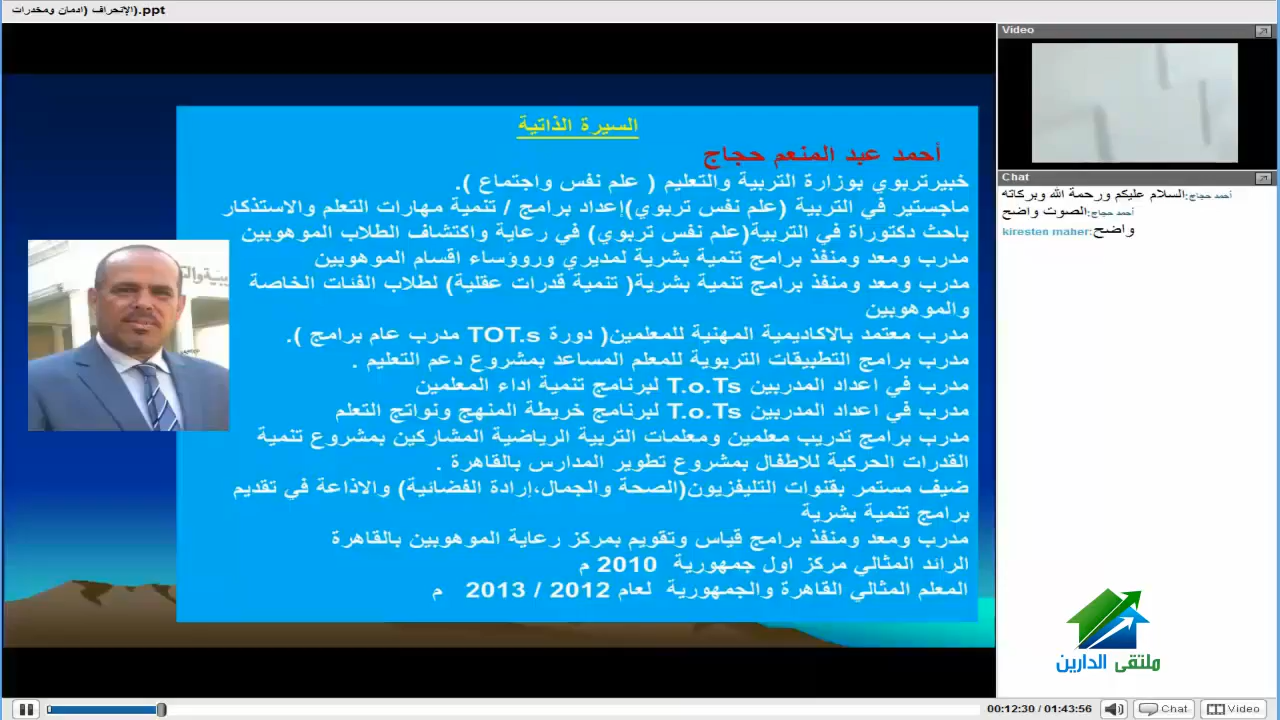 الإنحراف (ادمان ومخدرات).ppt
السيرة الذاتية
أحمد عبد المنعم حجاج
خبيرتربوي بوزارة التربية والتعليم ( علم نفس واجتماع ).
ماجستير في التربية (علم نفس تربوي)إعداد برامج / تنمية مهارات التعلم والاستذكار
باحث دكتوراة في التربية(علم نفس تربوي) في رعاية واكتشاف الطلاب الموهوبين
مدرب ومعد ومنفذ برامج تنمية بشرية لمديري وروؤساء اقسام الموهوبين
مدرب ومعد ومنفذ برامج تنمية بشرية( تنمية قدرات عقلية) لطلاب الفئات الخاصة
والموهوبين
مدرب معتمد بالاكاديمية المهنية للمعلمين( دورة TOT.s مدرب عام برامج ).
مدرب برامج التطبيقات التربوية للمعلم المساعد بمشروع دعم التعليم .
مدرب في اعداد المدربين T.o.Ts لبرنامج تنمية اداء المعلمين
مدرب في اعداد المدربين T.o.Ts لبرنامج خريطة المنهج ونواتج التعلم
مدرب برامج تدريب معلمين ومعلمات التربية الرياضية المشاركين بمشروع تنمية
القدرات الحركية للاطفال بمشروع تطوير المدارس بالقاهرة .
ضيف مستمر بقنوات التليفزيون(الصحة والجمال،إرادة الفضائية) والاذاعة في تقديم
برامج تنمية بشرية
مدرب ومعد ومنفذ برامج قياس وتقويم بمركز رعاية الموهوبين بالقاهرة
الرائد المثالي مركز اول جمهورية 2010 م
المعلم المثالي القاهرة والجمهورية لعام 2012 / 2013 م
Video
Chat
أحمد حجاج:السلام عليكم ورحمة الله وبركاته
أحمد حجاج:الصوت واضح
kiresten maher:واضح
ملتقى الدارين
00:12:30 / 01:43:56
Chat
Video